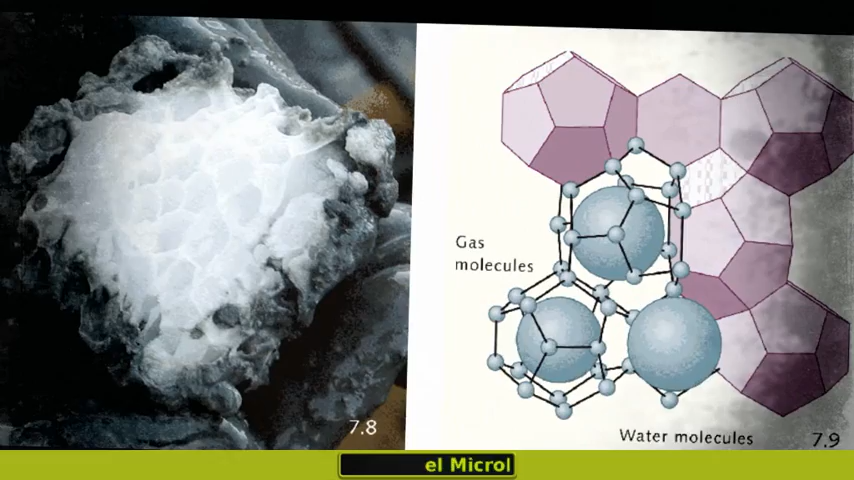 7.8
Gas
molecules
Water molecules
7.9
el Microl